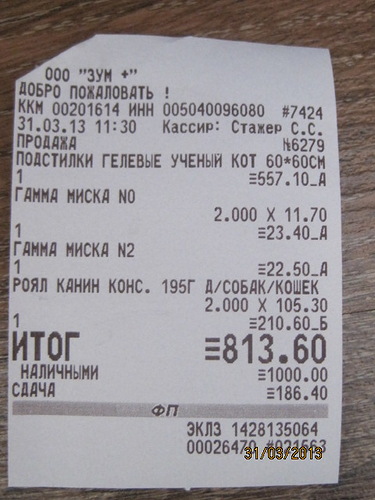 ООО "ЗУМ +"
ДОБРО ПОЖАЛОВАТЬ !
ККМ 00201614 ИНН 005040096080 #7424
31.03.13 11:30 Кассир: Стажер С.С.
ПРОДАЖА №6279
ПОДСТИЛКИ ГЕЛЕВЫЕ УЧЕНЫЙ КОТ 60*60СМ
1 ≡557.10_А
ГАММА МИСКА N0
2.000 X 11.70
1 ≡23.40_А
ГАММА МИСКА N2
1 ≡22.50_А
РОЯЛ КАНИН КОНС. 195Г Д/СОБАК/КОШЕК
2.000 X 105.30
1 ≡210.60_Б
ИТОГ ≡813.60
НАЛИЧНЫМИ ≡1000.00
СДАЧА ≡186.40
ФП
ЭКЛЗ 1428135064
00026470
31/03/2013